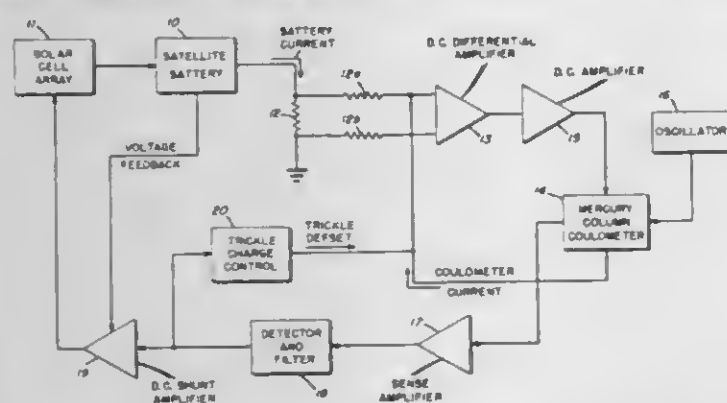 11
SOLAR
CELL
ARRAY
10
SATELLITE
BATTERY
BATTERY
CURRENT
12
12a
12a
D.C. DIFFERENTIAL
AMPLIFIER
13
D.C. AMPLIFIER
15
16
OSCILLATOR
14
MERCURY
COLUMN
COULOMETER
VOLTAGE
FEEDBACK
20
TRICKLE
CHARGE
CONTROL
TRICKLE
OFFSET
COULOMETER
CURRENT
17
SENSE
AMPLIFIER
DETECTOR
AND
FILTER
18
19
D.C. SHUNT
AMPLIFIER